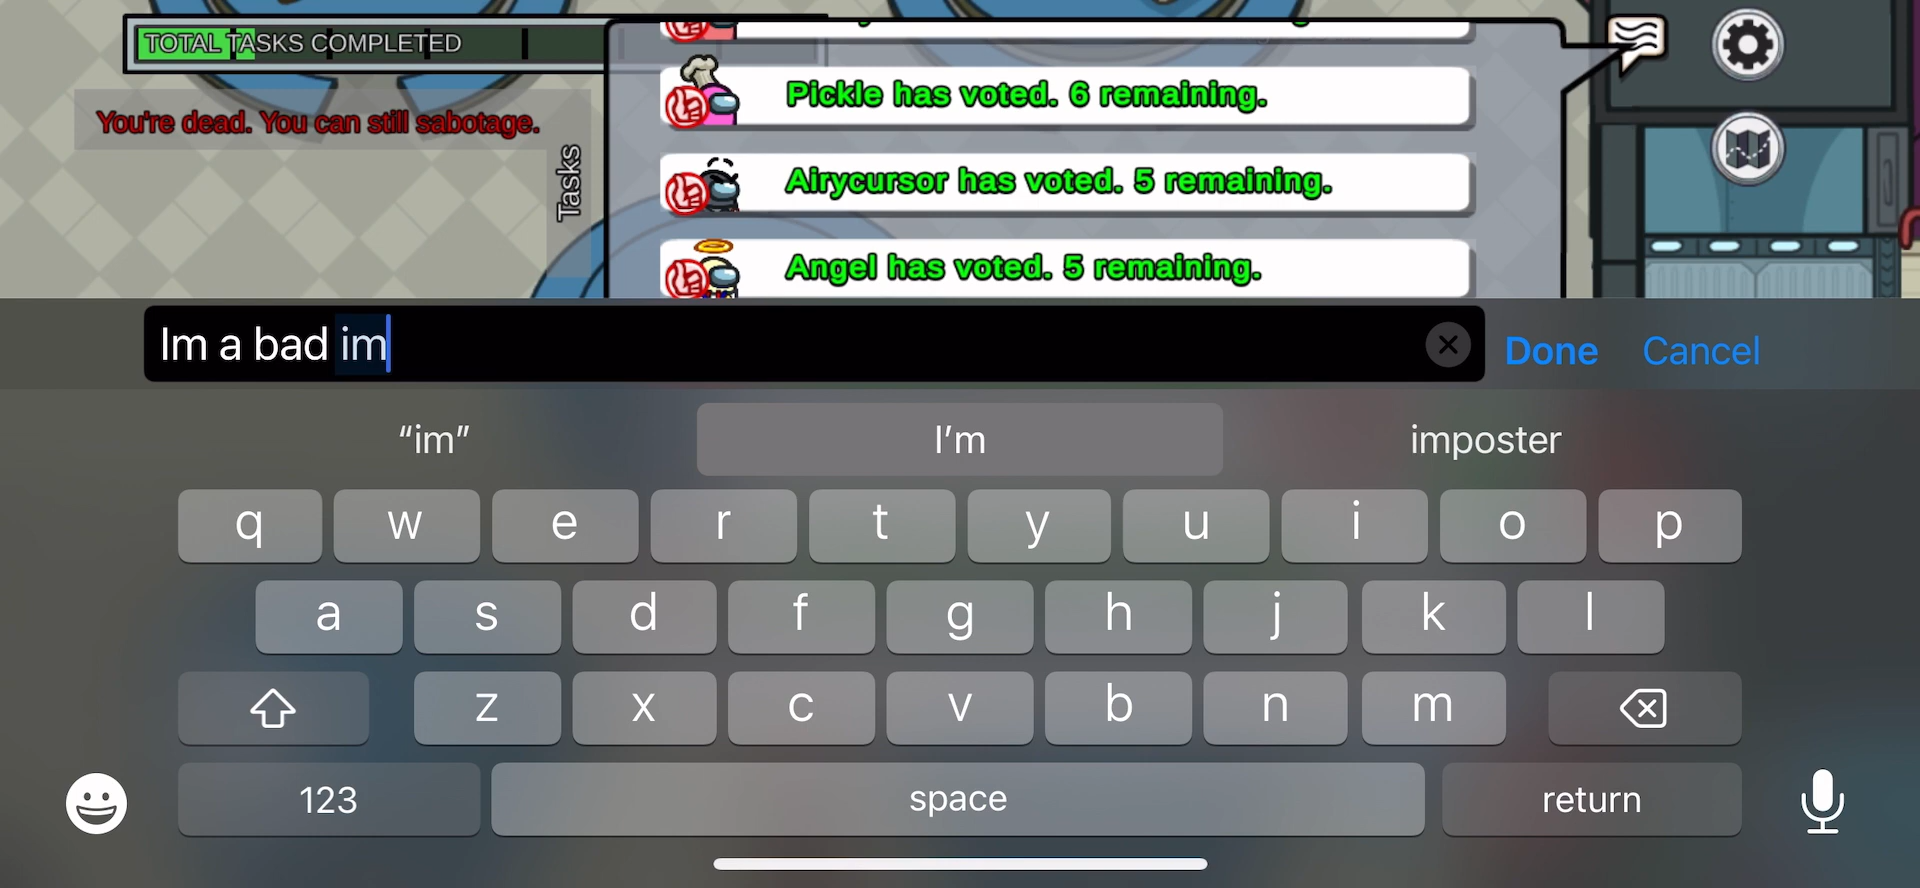 TOTAL TASKS COMPLETED
You're dead. You can still sabotage.
Tasks
Pickle has voted. 6 remaining.
Airycursor has voted. 5 remaining.
Angel has voted. 5 remaining.
Im a bad im
Done
Cancel
“im”
I’m
imposter
q w e r t y u i o p
a s d f g h j k l
z x c v b n m
123
space
return